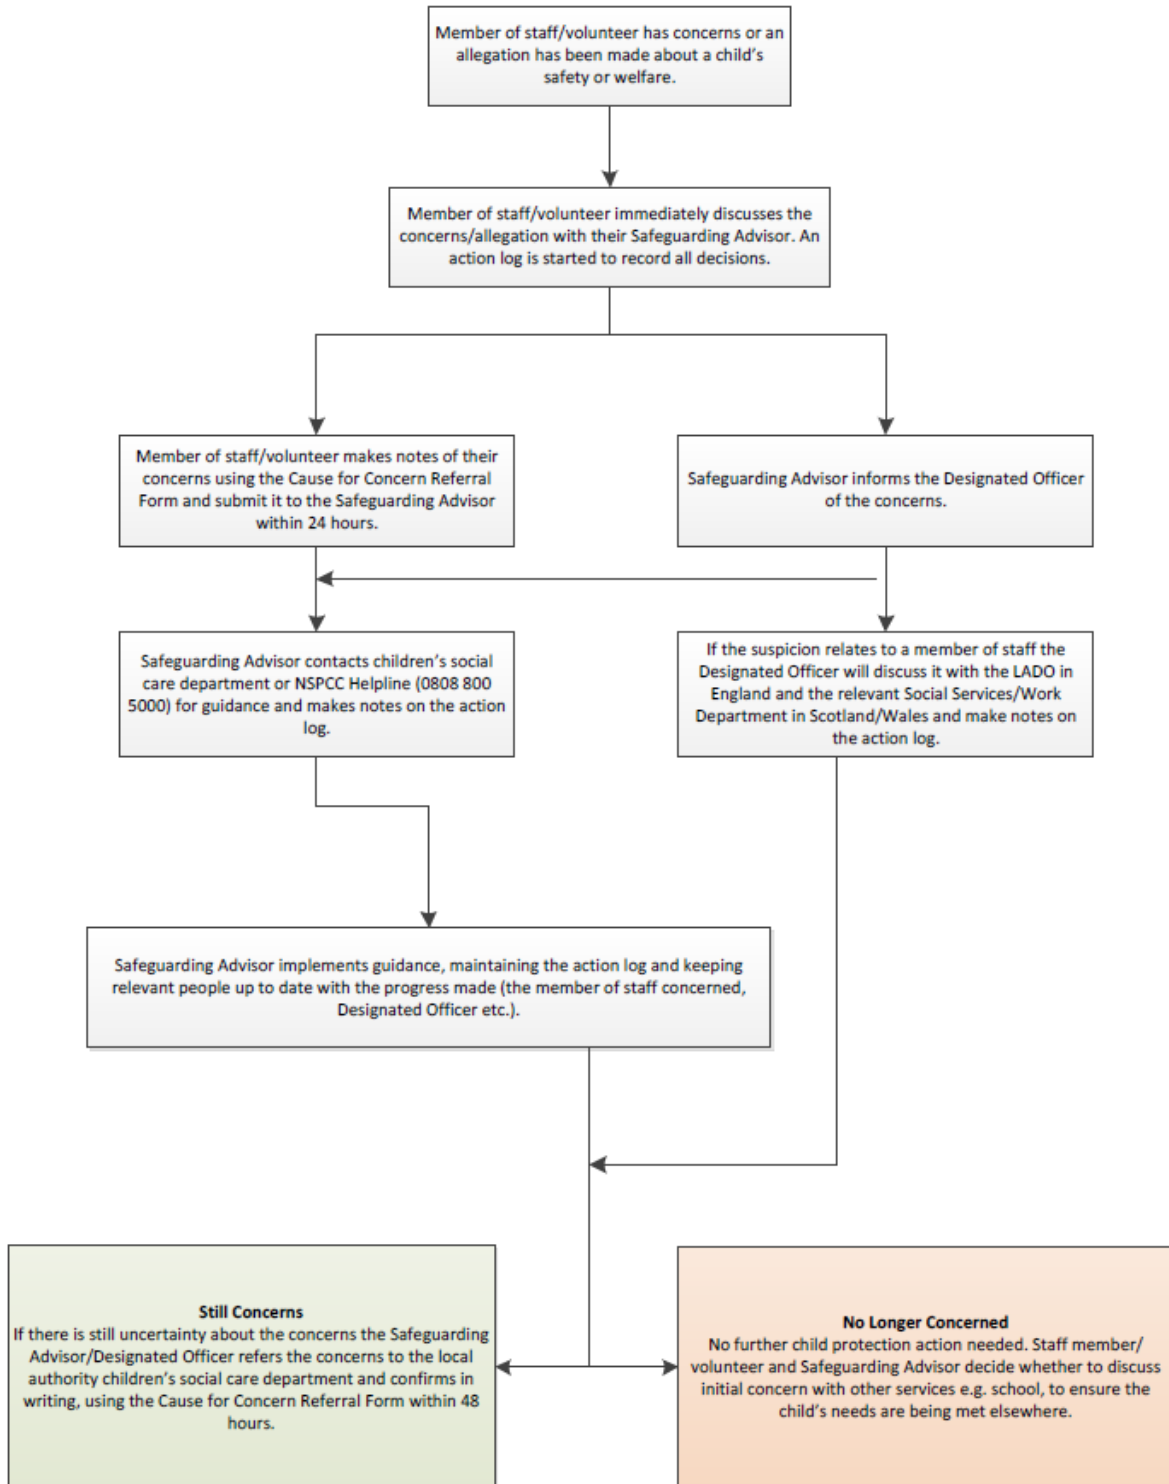 Member of staff/volunteer has concerns or an
allegation has been made about a child's
safety or welfare.
Member of staff/volunteer immediately discusses the
concerns/allegation with their Safeguarding Advisor. An
action log is started to record all decisions.
Member of staff/volunteer makes notes of their
concerns using the Cause for Concern Referral
Form and submit it to the Safeguarding Advisor
within 24 hours.
Safeguarding Advisor informs the Designated Officer
of the concerns.
Safeguarding Advisor contacts children's social
care department or NSPCC Helpline (0808 800
5000) for guidance and makes notes on the action
log.
If the suspicion relates to a member of staff the
Designated Officer will discuss it with the LADO in
England and the relevant Social Services/Work
Department in Scotland/Wales and make notes on
the action log.
Safeguarding Advisor implements guidance, maintaining the action log and keeping
relevant people up to date with the progress made (the member of staff concerned,
Designated Officer etc.).
Still Concerns
If there is still uncertainty about the concerns the Safeguarding
Advisor/Designated Officer refers the concerns to the local
authority children's social care department and confirms in
writing, using the Cause for Concern Referral Form within 48
hours.
No Longer Concerned
No further child protection action needed. Staff member/
volunteer and Safeguarding Advisor decide whether to discuss
initial concern with other services e.g. school, to ensure the
child's needs are being met elsewhere.